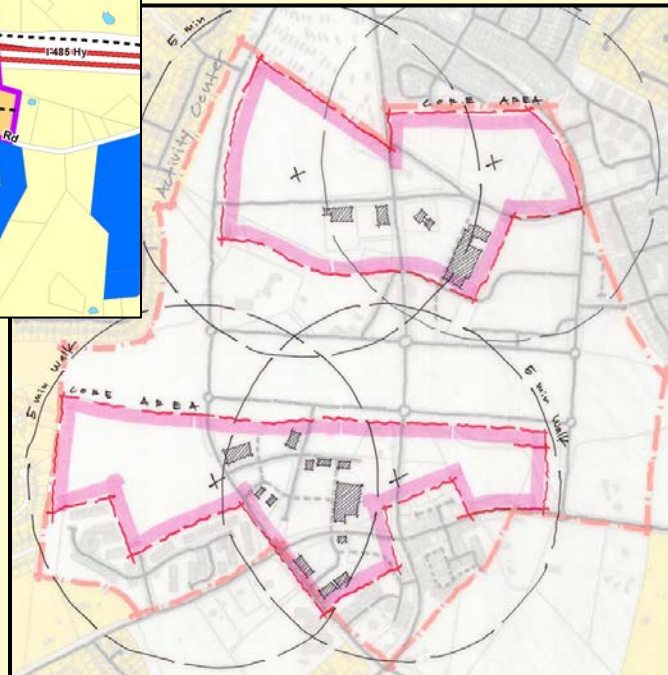 I-485 Hy
Rd
5 min
Activity Center
CORE AREA
5 min walk
CORE AREA
5 min walk